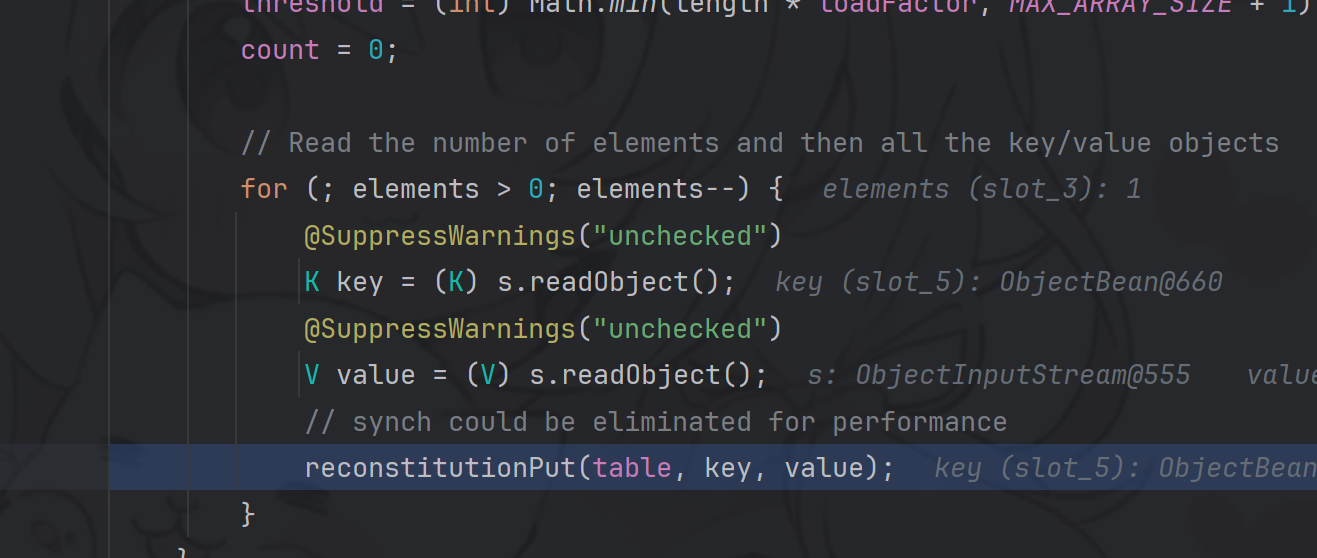 threshold = (int) Math.min(length * loadFactor, MAX_ARRAY_SIZE + 1)
count = 0;
// Read the number of elements and then all the key/value objects
for (; elements > 0; elements--) { elements (slot_3): 1
@SuppressWarnings("unchecked")
K key = (K) s.readObject(); key (slot_5): ObjectBean@660
@SuppressWarnings("unchecked")
V value = (V) s.readObject(); s: ObjectInputStream@555 value
// synch could be eliminated for performance
reconstitutionPut(table, key, value); key (slot_5): ObjectBean
}
}